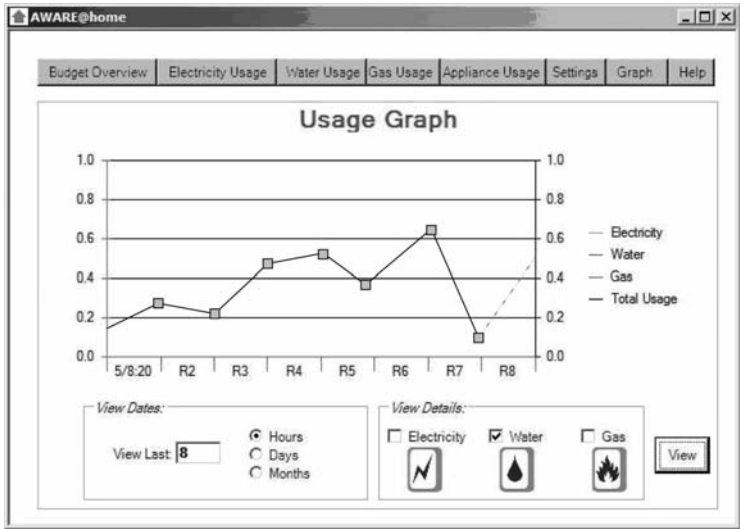 AWARE@home
Budget Overview Electricity Usage Water Usage Gas Usage Appliance Usage Settings Graph Help
Usage Graph
1.0 1.0
0.8 0.8
0.6 0.6
0.4 0.4
0.2 0.2
0.0 0.0
Electricity
Water
Gas
Total Usage
5/8:20 R2 R3 R4 R5 R6 R7 R8
View Dates:
View Last: 8
Hours
Days
Months
View Details:
Electricity Water Gas
View